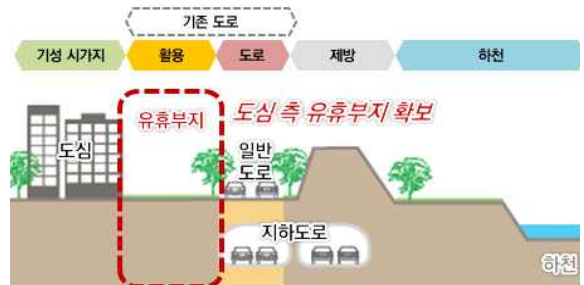 기존 도로
기성 시가지
활용
도로
제방
하천
유휴부지
도심 측 유휴부지 확보
도심
일반
도로
지하도로
하천